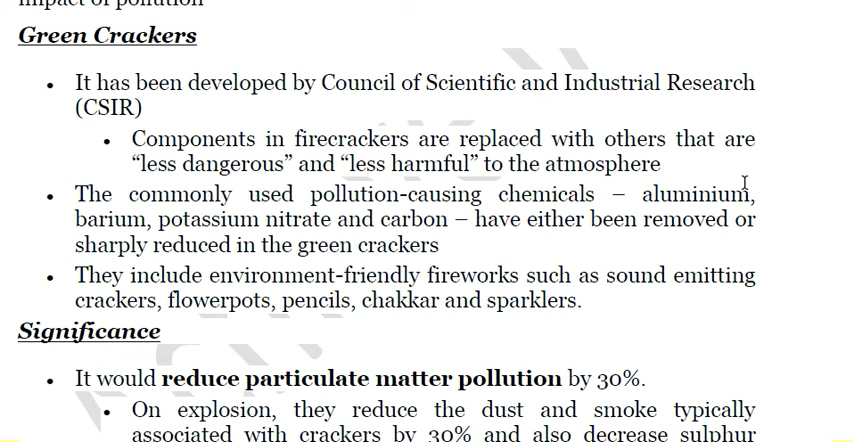 impact of pollution
Green Crackers
• It has been developed by Council of Scientific and Industrial Research
(CSIR)
• Components in firecrackers are replaced with others that are
“less dangerous” and “less harmful” to the atmosphere
• The commonly used pollution-causing chemicals – aluminium,
barium, potassium nitrate and carbon – have either been removed or
sharply reduced in the green crackers
• They include environment-friendly fireworks such as sound emitting
crackers, flowerpots, pencils, chakkar and sparklers.
Significance
• It would reduce particulate matter pollution by 30%.
• On explosion, they reduce the dust and smoke typically
associated with crackers by 30% and also decrease sulphur